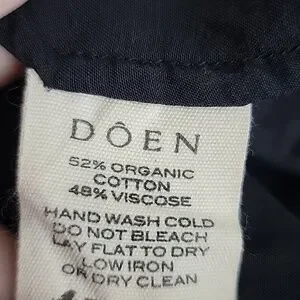 DÔEN
52% ORGANIC
COTTON
48% VISCOSE
HAND WASH COLD
DO NOT BLEACH
LAY FLAT TO DRY
LOW IRON
OR DRY CLEAN